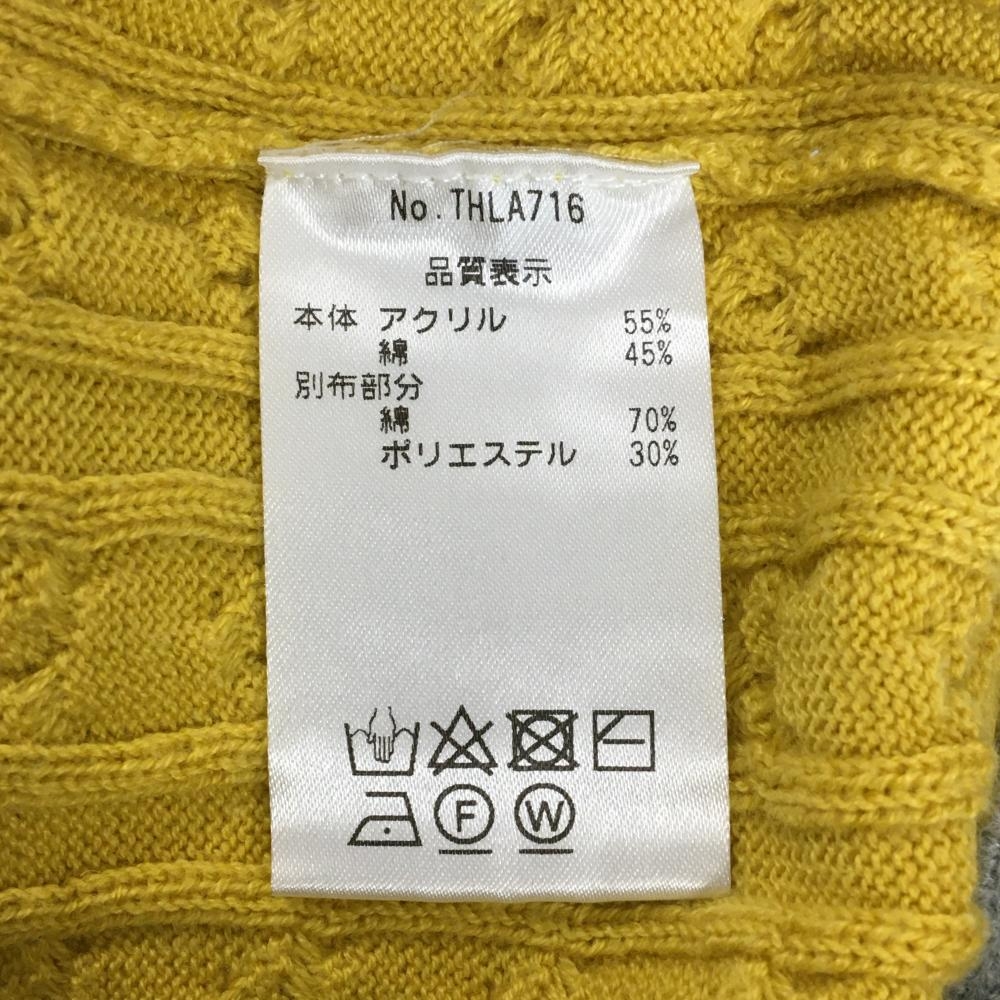 No.THLA716
品質表示
本体 アクリル 55%
綿 45%
別布部分
綿 70%
ポリエステル 30%
F W